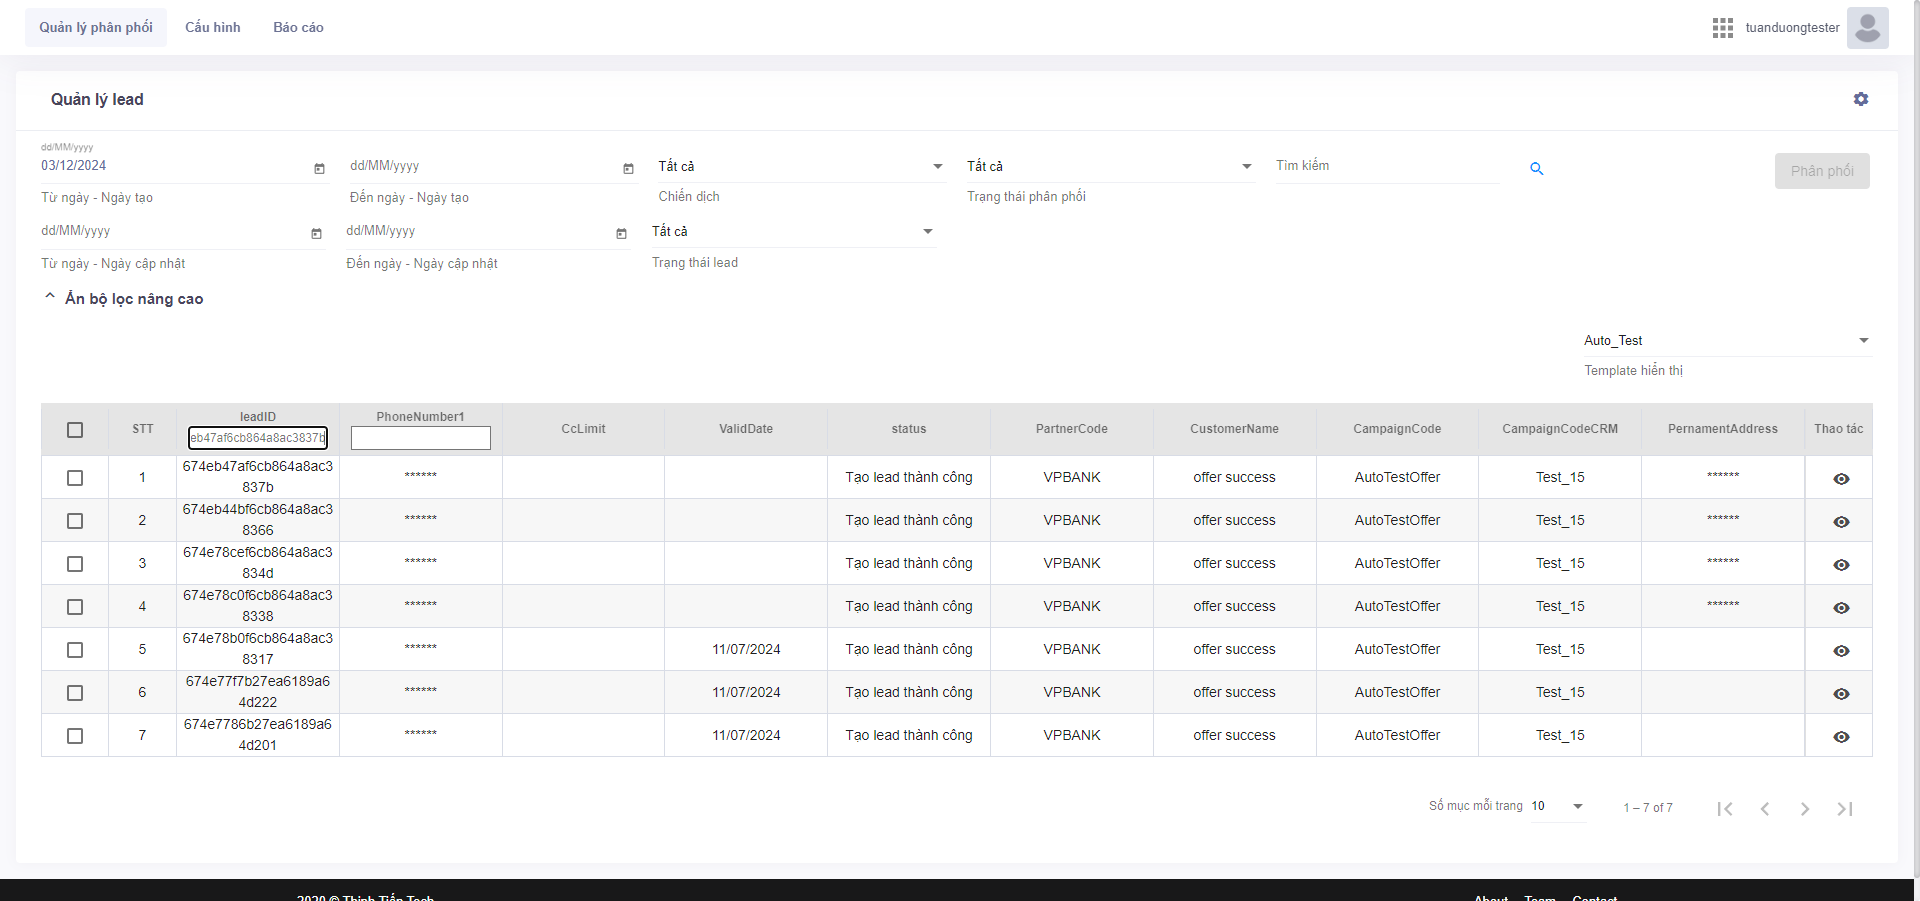 Quản lý phân phối Cấu hình Báo cáo tuanduongtester
Quản lý lead
dd/MM/yyyy
03/12/2024 dd/MM/yyyy Tất cả Tất cả Tìm kiếm Phân phối
Từ ngày - Ngày tạo Đến ngày - Ngày tạo Chiến dịch Trạng thái phân phối
dd/MM/yyyy dd/MM/yyyy Tất cả
Từ ngày - Ngày cập nhật Đến ngày - Ngày cập nhật Trạng thái lead
Ẩn bộ lọc nâng cao
Auto_Test
Template hiển thị
STT leadID PhoneNumber1 CcLimit ValidDate status PartnerCode CustomerName CampaignCode CampaignCodeCRM PernamentAddress Thao tác
eb47af6cb864a8ac3837b
1 674eb47af6cb864a8ac3837b ****** Tạo lead thành công VPBANK offer success AutoTestOffer Test_15 ******
2 674eb44bf6cb864a8ac38366 ****** Tạo lead thành công VPBANK offer success AutoTestOffer Test_15 ******
3 674e78cef6cb864a8ac3834d ****** Tạo lead thành công VPBANK offer success AutoTestOffer Test_15 ******
4 674e78c0f6cb864a8ac38338 ****** Tạo lead thành công VPBANK offer success AutoTestOffer Test_15 ******
5 674e78b0f6cb864a8ac38317 ****** 11/07/2024 Tạo lead thành công VPBANK offer success AutoTestOffer Test_15
6 674e77f7b27ea6189a64d222 ****** 11/07/2024 Tạo lead thành công VPBANK offer success AutoTestOffer Test_15
7 674e7786b27ea6189a64d201 ****** 11/07/2024 Tạo lead thành công VPBANK offer success AutoTestOffer Test_15
Số mục mỗi trang 10 1 – 7 of 7
2020 © Thinh Tiến Tech About Team Contact